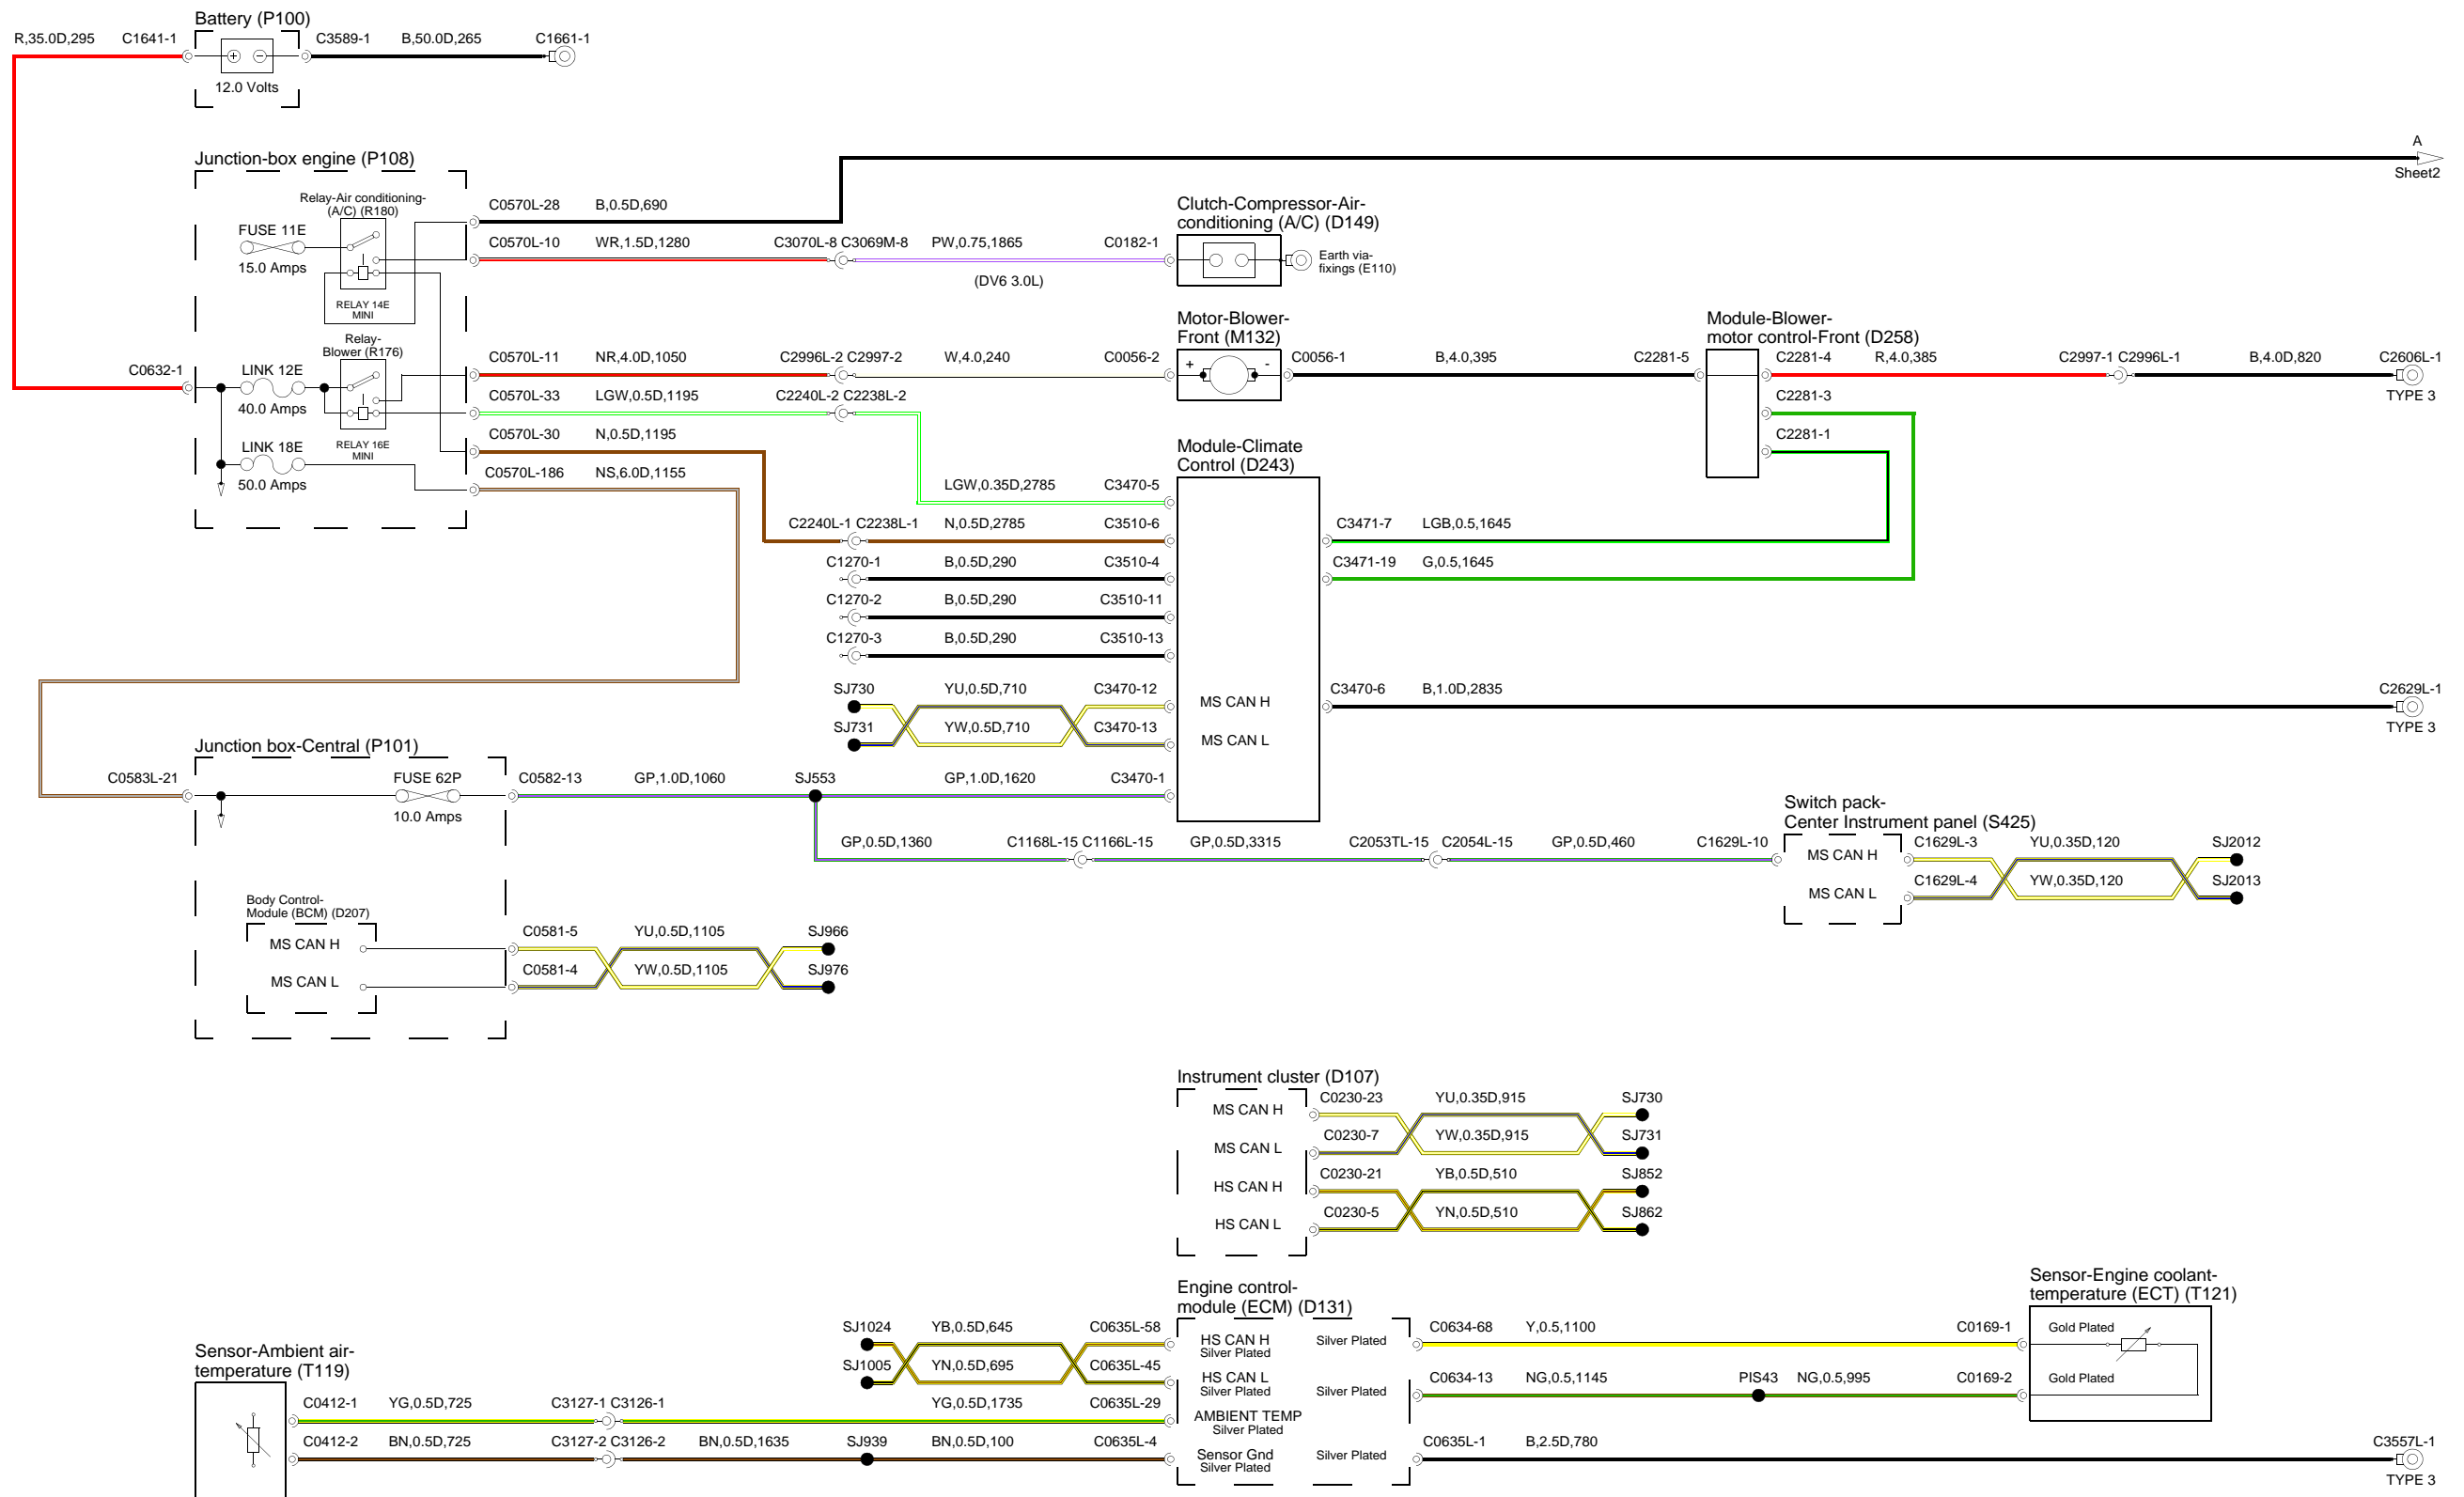 Battery (P100)
R,35.0D,295 C1641-1 C3589-1 B,50.0D,265 C1661-1
12.0 Volts
A
Sheet2
Junction-box engine (P108)
Relay-Air conditioning-
(A/C) (R180)
FUSE 11E
15.0 Amps
RELAY 14E
MINI
C0570L-28 B,0.5D,690
C0570L-10 WR,1.5D,1280 C3070L-8 C3069M-8 PW,0.75,1865 C0182-1
(DV6 3.0L)
Clutch-Compressor-Air-
conditioning (A/C) (D149)
Earth via-
fixings (E110)
Relay-
Blower (R176)
C0632-1
LINK 12E
40.0 Amps
LINK 18E
50.0 Amps
RELAY 16E
MINI
C0570L-11 NR,4.0D,1050 C2996L-2 C2997-2 W,4.0,240 C0056-2
Motor-Blower-
Front (M132)
+ -
C0056-1 B,4.0,395 C2281-5
Module-Blower-
motor control-Front (D258)
C2281-4 R,4.0,385 C2997-1 C2996L-1 B,4.0D,820 C2606L-1
TYPE 3
C2281-3
C2281-1
C0570L-33 LGW,0.5D,1195 C2240L-2 C2238L-2
C0570L-30 N,0.5D,1195
C0570L-186 NS,6.0D,1155
Module-Climate
Control (D243)
LGW,0.35D,2785 C3470-5
C2240L-1 C2238L-1 N,0.5D,2785 C3510-6
C3471-7 LGB,0.5,1645
C1270-1 B,0.5D,290 C3510-4
C3471-19 G,0.5,1645
C1270-2 B,0.5D,290 C3510-11
C1270-3 B,0.5D,290 C3510-13
SJ730 YU,0.5D,710 C3470-12 MS CAN H
C3470-6 B,1.0D,2835 C2629L-1
TYPE 3
SJ731 YW,0.5D,710 C3470-13 MS CAN L
Junction box-Central (P101)
C0583L-21
FUSE 62P
10.0 Amps
C0582-13 GP,1.0D,1060 SJ553 GP,1.0D,1620 C3470-1
GP,0.5D,1360 C1168L-15 C1166L-15 GP,0.5D,3315 C2053TL-15 C2054L-15 GP,0.5D,460 C1629L-10
Switch pack-
Center Instrument panel (S425)
MS CAN H C1629L-3 YU,0.35D,120 SJ2012
MS CAN L C1629L-4 YW,0.35D,120 SJ2013
Body Control-
Module (BCM) (D207)
MS CAN H C0581-5 YU,0.5D,1105 SJ966
MS CAN L C0581-4 YW,0.5D,1105 SJ976
Instrument cluster (D107)
MS CAN H C0230-23 YU,0.35D,915 SJ730
MS CAN L C0230-7 YW,0.35D,915 SJ731
HS CAN H C0230-21 YB,0.5D,510 SJ852
HS CAN L C0230-5 YN,0.5D,510 SJ862
Engine control-
module (ECM) (D131)
SJ1024 YB,0.5D,645 C0635L-58 HS CAN H
Silver Plated
SJ1005 YN,0.5D,695 C0635L-45 HS CAN L
Silver Plated
Silver Plated C0634-68 Y,0.5,1100 C0169-1
Silver Plated C0634-13 NG,0.5,1145 PIS43 NG,0.5,995 C0169-2
Sensor-Engine coolant-
temperature (ECT) (T121)
Gold Plated
Gold Plated
Sensor-Ambient air-
temperature (T119)
C0412-1 YG,0.5D,725 C3127-1 C3126-1 YG,0.5D,1735 C0635L-29 AMBIENT TEMP
Silver Plated
C0412-2 BN,0.5D,725 C3127-2 C3126-2 BN,0.5D,1635 SJ939 BN,0.5D,100 C0635L-4 Sensor Gnd
Silver Plated
Silver Plated C0635L-1 B,2.5D,780 C3557L-1
TYPE 3